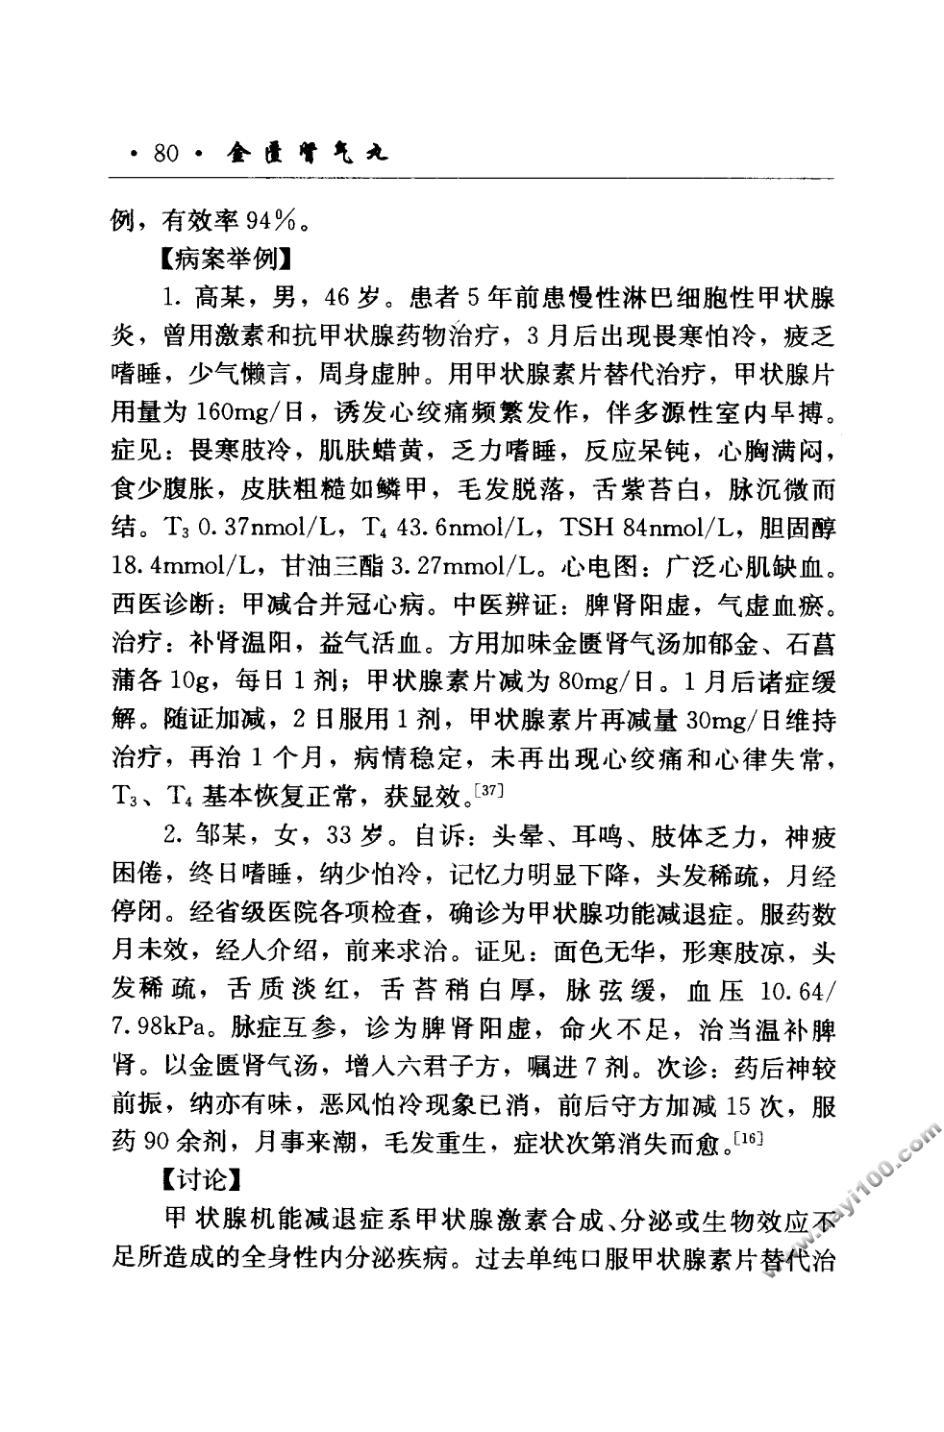 · 80 · 金匮肾气丸
例，有效率 94％。
【病案举例】
1. 高某，男，46 岁。患者 5 年前患慢性淋巴细胞性甲状腺
炎，曾用激素和抗甲状腺药物治疗，3 月后出现畏寒怕冷，疲乏
嗜睡，少气懒言，周身虚肿。用甲状腺素片替代治疗，甲状腺片
用量为 160mg/日，诱发心绞痛频繁发作，伴多源性室内早搏。
症见：畏寒肢冷，肌肤蜡黄，乏力嗜睡，反应呆钝，心胸满闷，
食少腹胀，皮肤粗糙如鳞甲，毛发脱落，舌紫苔白，脉沉微而
结。T₃ 0.37nmol/L，T₄ 43.6nmol/L，TSH 84nmol/L，胆固醇
18.4mmol/L，甘油三酯 3.27mmol/L。心电图：广泛心肌缺血。
西医诊断：甲减合并冠心病。中医辨证：脾肾阳虚，气虚血瘀。
治疗：补肾温阳，益气活血。方用加味金匮肾气汤加郁金、石菖
蒲各 10g，每日 1 剂；甲状腺素片减为 80mg/日。1 月后诸症缓
解。随证加减，2 日服用 1 剂，甲状腺素片再减量 30mg/日维持
治疗，再治 1 个月，病情稳定，未再出现心绞痛和心律失常，
T₃、T₄ 基本恢复正常，获显效。[37]
2. 邹某，女，33 岁。自诉：头晕、耳鸣、肢体乏力，神疲
困倦，终日嗜睡，纳少怕冷，记忆力明显下降，头发稀疏，月经
停闭。经省级医院各项检查，确诊为甲状腺功能减退症。服药数
月未效，经人介绍，前来求治。证见：面色无华，形寒肢凉，头
发稀疏，舌质淡红，舌苔稍白厚，脉弦缓，血压 10.64/
7.98kPa。脉症互参，诊为脾肾阳虚，命火不足，治当温补脾
肾。以金匮肾气汤，增入六君子方，嘱进 7 剂。次诊：药后神较
前振，纳亦有味，恶风怕冷现象已消，前后守方加减 15 次，服
药 90 余剂，月事来潮，毛发重生，症状次第消失而愈。[16]
【讨论】
甲状腺机能减退症系甲状腺激素合成、分泌或生物效应不
足所造成的全身性内分泌疾病。过去单纯口服甲状腺素片替代治
www.nayi100.com